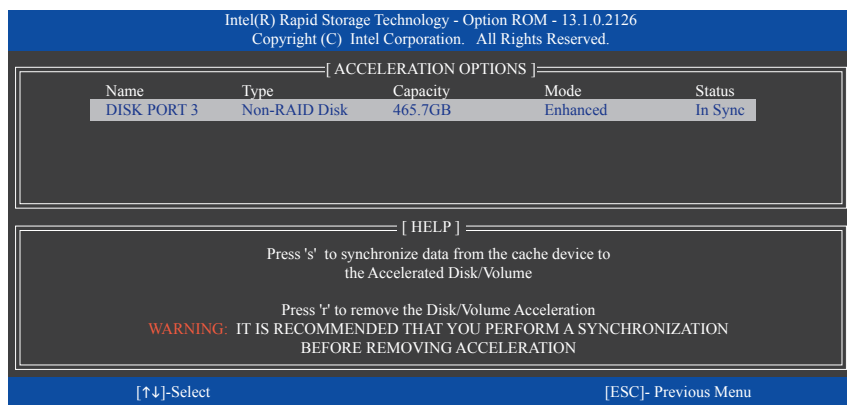 Intel(R) Rapid Storage Technology - Option ROM - 13.1.0.2126
Copyright (C) Intel Corporation. All Rights Reserved.
[ ACCELERATION OPTIONS ]
Name Type Capacity Mode Status
DISK PORT 3 Non-RAID Disk 465.7GB Enhanced In Sync
[ HELP ]
Press 's' to synchronize data from the cache device to
the Accelerated Disk/Volume
Press 'r' to remove the Disk/Volume Acceleration
WARNING: IT IS RECOMMENDED THAT YOU PERFORM A SYNCHRONIZATION
BEFORE REMOVING ACCELERATION
[↑↓]-Select [ESC]- Previous Menu